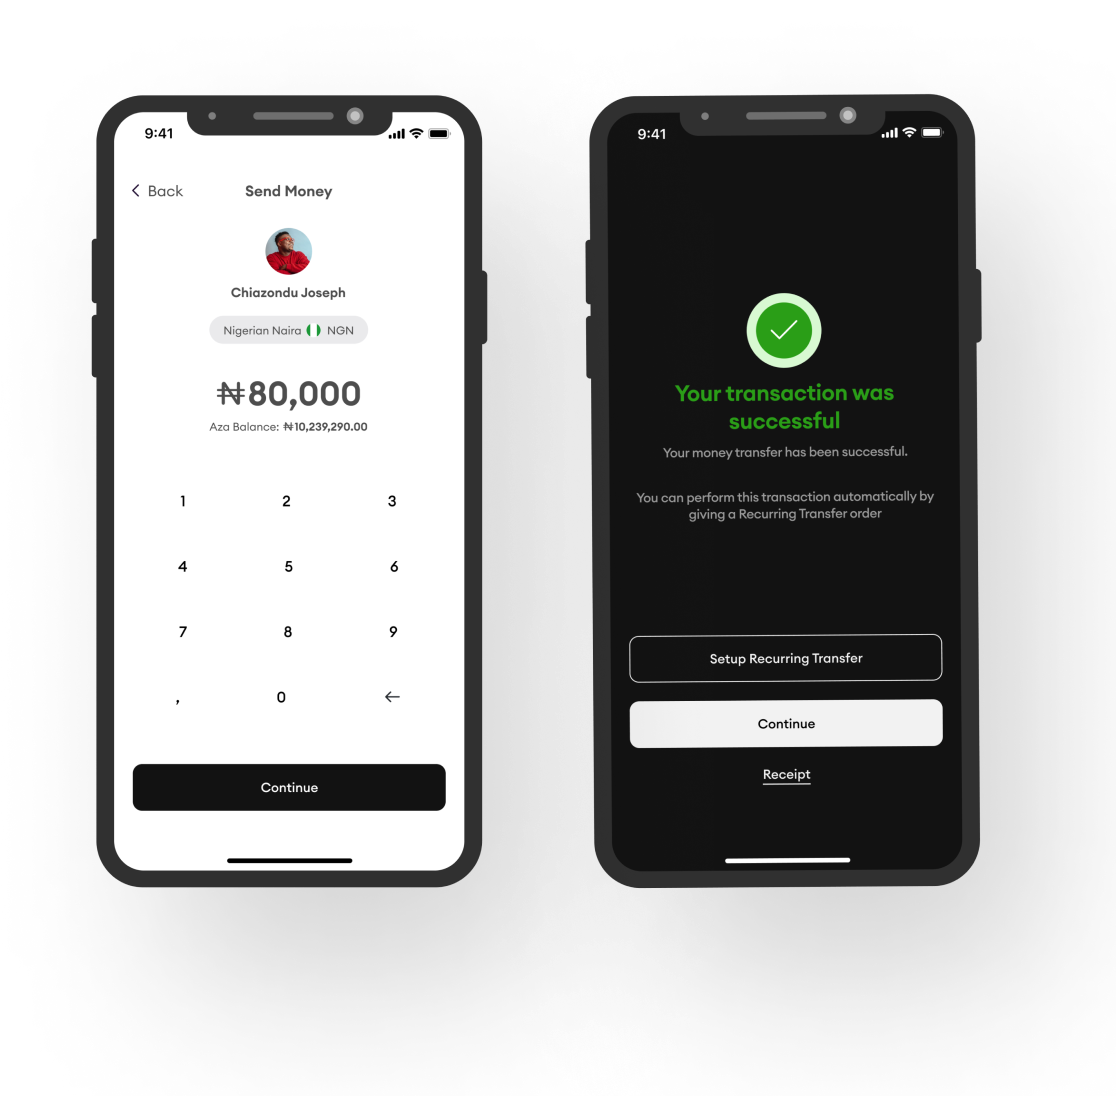 9:41
Back
Send Money
Chiazondu Joseph
Nigerian Naira NGN
₦80,000
Aza Balance: ₦10,239,290.00
1 2 3
4 5 6
7 8 9
, 0 ←
Continue
9:41
Your transaction was
successful
Your money transfer has been successful.
You can perform this transaction automatically by
giving a Recurring Transfer order
Setup Recurring Transfer
Continue
Receipt